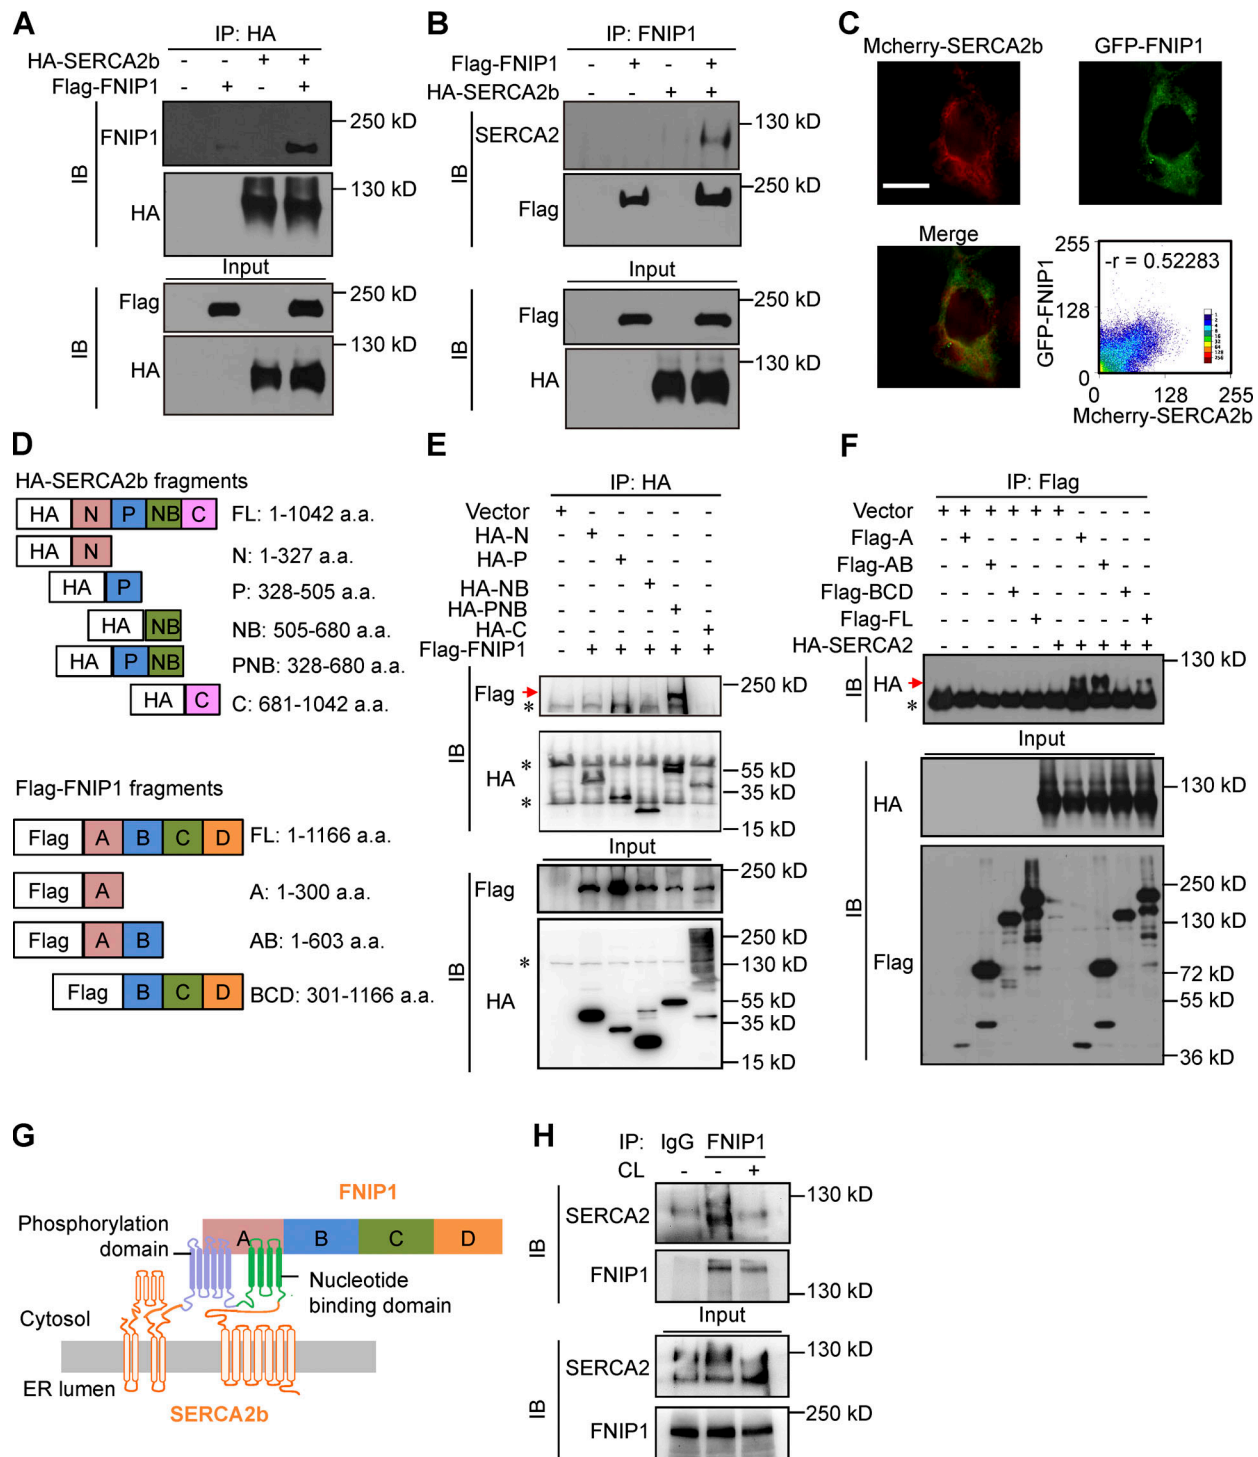 A
IP: HA
HA-SERCA2b - - + +
Flag-FNIP1 - + - +
250 kD
FNIP1
130 kD
HA
IB
Input
250 kD
Flag
130 kD
HA
IB
B
IP: FNIP1
Flag-FNIP1 - + - +
HA-SERCA2b - - + +
130 kD
SERCA2
250 kD
Flag
IB
Input
250 kD
Flag
130 kD
HA
IB
C
Mcherry-SERCA2b GFP-FNIP1
Merge
255
-r = 0.52283
128
0
GFP-FNIP1
0 128 255
Mcherry-SERCA2b
D
HA-SERCA2b fragments
HA N P NB C FL: 1-1042 a.a.
HA N N: 1-327 a.a.
HA P P: 328-505 a.a.
HA NB NB: 505-680 a.a.
HA P NB PNB: 328-680 a.a.
HA C C: 681-1042 a.a.
Flag-FNIP1 fragments
Flag A B C D FL: 1-1166 a.a.
Flag A A: 1-300 a.a.
Flag A B AB: 1-603 a.a.
Flag B C D BCD: 301-1166 a.a.
E
IP: HA
Vector + - - - - -
HA-N - + - - - -
HA-P - - + - - -
HA-NB - - - + - -
HA-PNB - - - - + -
HA-C - - - - - +
Flag-FNIP1 - + + + + +
250 kD
Flag
*
*
55 kD
HA
35 kD
*
15 kD
IB
Input
250 kD
Flag
250 kD
* 130 kD
HA
55 kD
35 kD
15 kD
IB
F
IP: Flag
Vector + + + + + + - - - -
Flag-A - + - - - - + - - -
Flag-AB - - + - - - - + - -
Flag-BCD - - - + - - - - + -
Flag-FL - - - - + - - - - +
HA-SERCA2 - - - - - + + + + +
130 kD
IB
HA
*
Input
130 kD
HA
250 kD
130 kD
Flag
72 kD
55 kD
36 kD
IB
G
FNIP1
Phosphorylation
domain
A B C D
Nucleotide
binding domain
Cytosol
ER lumen
SERCA2b
H
IP: IgG FNIP1
CL - - +
130 kD
SERCA2
FNIP1
130 kD
IB
Input
130 kD
SERCA2
250 kD
FNIP1
IB